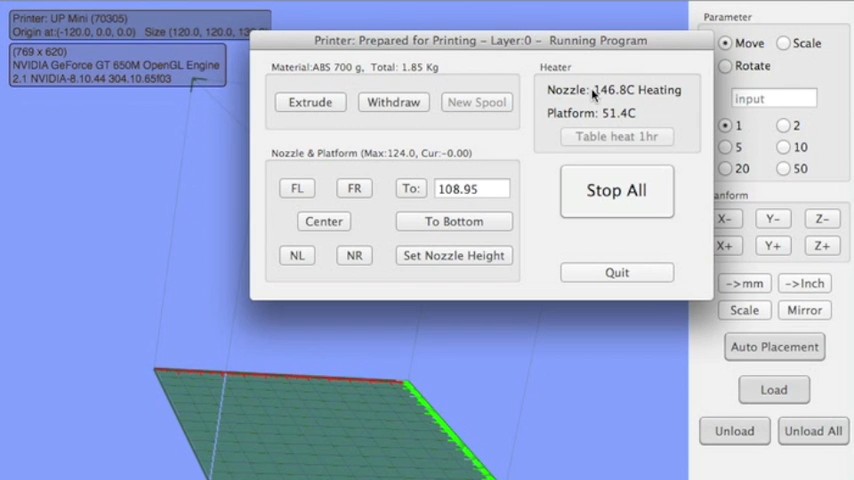 Printer: UP Mini (70305)
Origin at:(-120.0, 0.0, 0.0)  Size (120.0, 120.0,
(769 x 620)
NVIDIA GeForce GT 650M OpenGL Engine
2.1 NVIDIA-8.10.44 304.10.65f03
Printer: Prepared for Printing – Layer:0 –  Running Program
Material:ABS 700 g,  Total: 1.85 Kg
Extrude
Withdraw
New Spool
Nozzle & Platform (Max:124.0, Cur:-0.00)
FL
FR
To:
108.95
Center
To Bottom
NL
NR
Set Nozzle Height
Heater
Nozzle: 146.8C Heating
Platform: 51.4C
Table heat 1hr
Stop All
Quit
Parameter
Move
Scale
Rotate
input
1
2
5
10
20
50
anform
X-
Y-
Z-
X+
Y+
Z+
->mm
->Inch
Scale
Mirror
Auto Placement
Load
Unload
Unload All